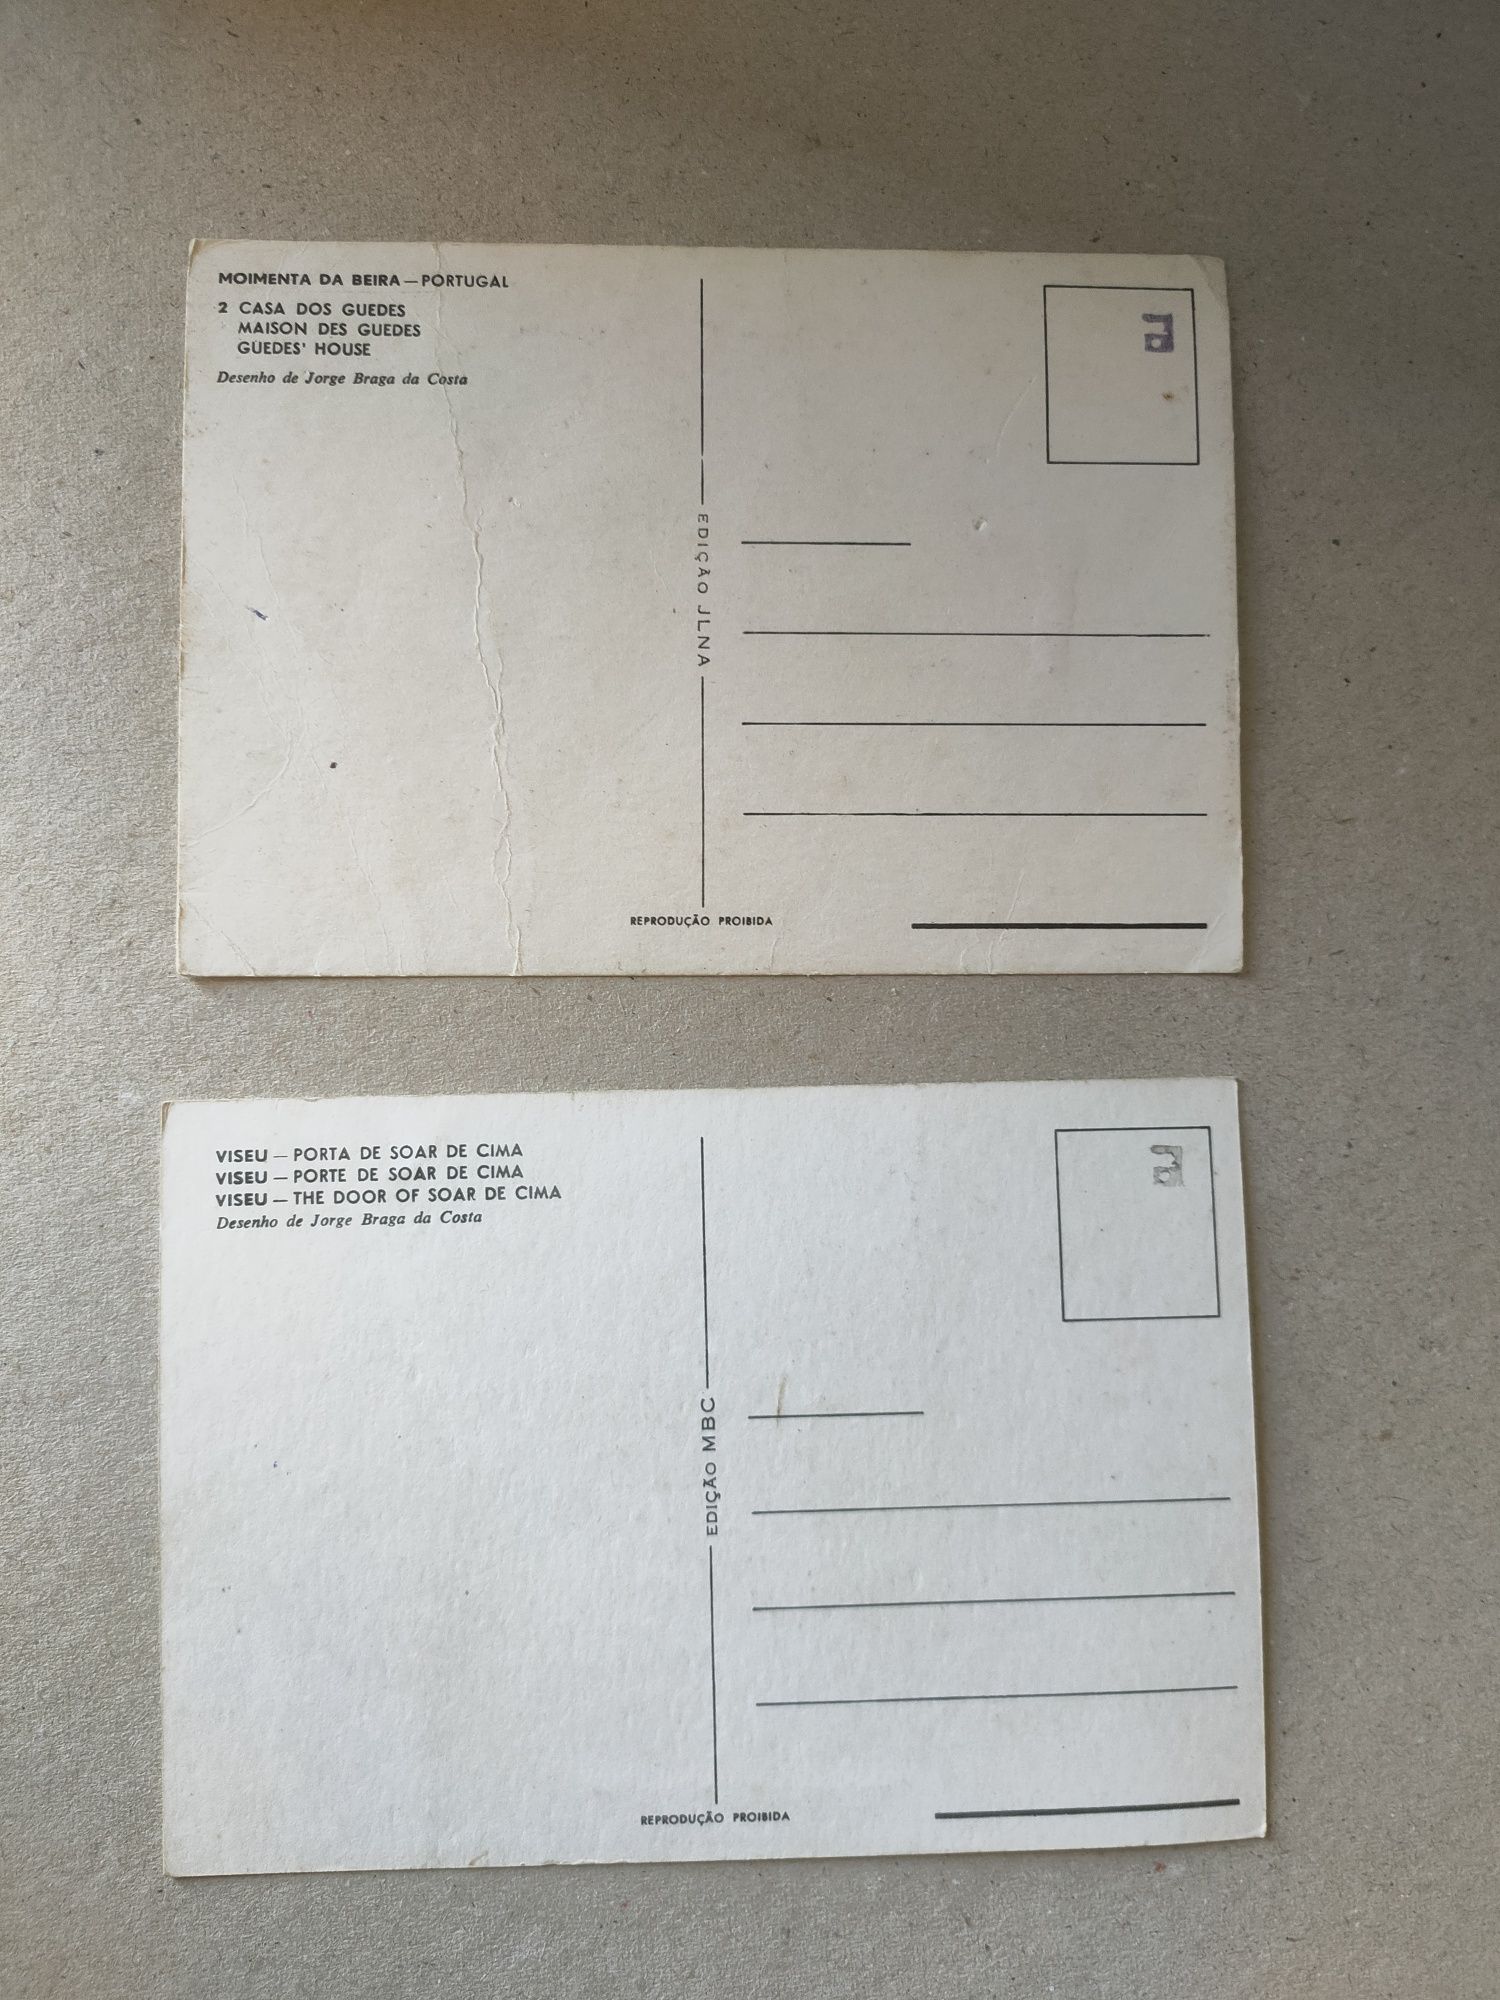 MOIMENTA DA BEIRA — PORTUGAL
2 CASA DOS GUEDES
MAISON DES GUEDES
GUEDES' HOUSE
Desenho de Jorge Braga da Costa
EDIÇÃO JLNA
REPRODUÇÃO PROIBIDA
VISEU — PORTA DE SOAR DE CIMA
VISEU — PORTE DE SOAR DE CIMA
VISEU — THE DOOR OF SOAR DE CIMA
Desenho de Jorge Braga da Costa
EDIÇÃO MBC
REPRODUÇÃO PROIBIDA